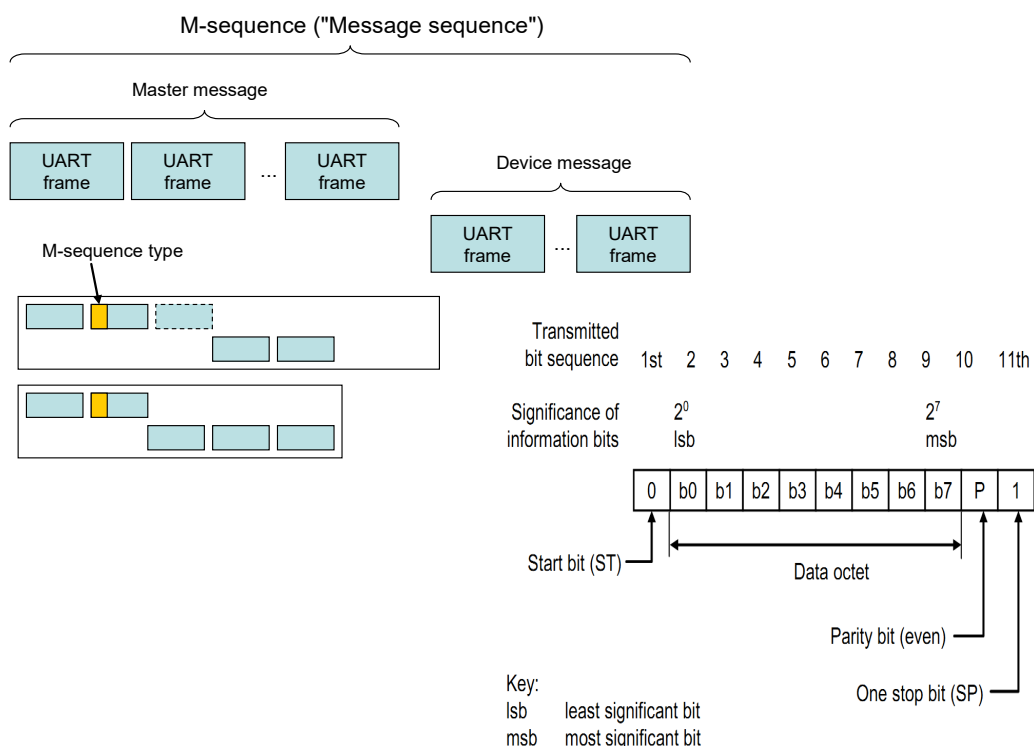 M-sequence ("Message sequence")
Master message
UART
frame
UART
frame
...
UART
frame
Device message
UART
frame
...
UART
frame
M-sequence type
Transmitted
bit sequence 1st 2 3 4 5 6 7 8 9 10 11th
Significance of
information bits
2⁰
lsb
2⁷
msb
0 b0 b1 b2 b3 b4 b5 b6 b7 P 1
Start bit (ST)
Data octet
Parity bit (even)
One stop bit (SP)
Key:
lsb least significant bit
msb most significant bit